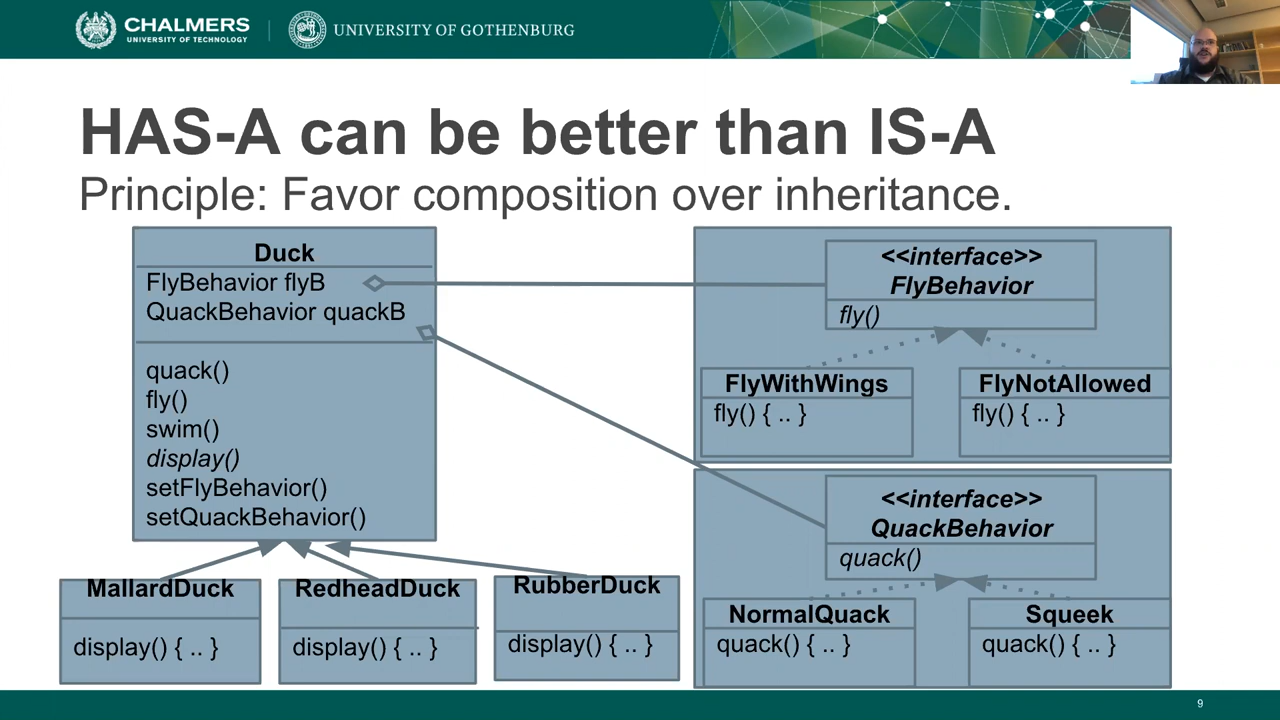 CHALMERS
UNIVERSITY OF TECHNOLOGY
UNIVERSITY OF GOTHENBURG
HAS-A can be better than IS-A
Principle: Favor composition over inheritance.
Duck
FlyBehavior flyB
QuackBehavior quackB
quack()
fly()
swim()
display()
setFlyBehavior()
setQuackBehavior()
<<interface>>
FlyBehavior
fly()
FlyWithWings
fly() { .. }
FlyNotAllowed
fly() { .. }
<<interface>>
QuackBehavior
quack()
NormalQuack
quack() { .. }
Squeek
quack() { .. }
MallardDuck
display() { .. }
RedheadDuck
display() { .. }
RubberDuck
display() { .. }
9